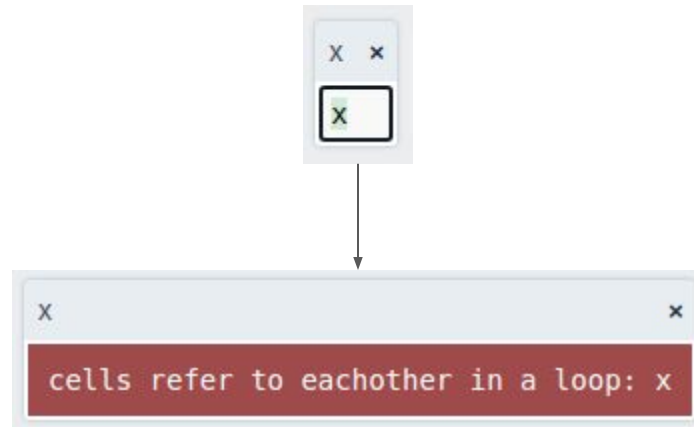 x ×
x
x ×
cells refer to eachother in a loop: x